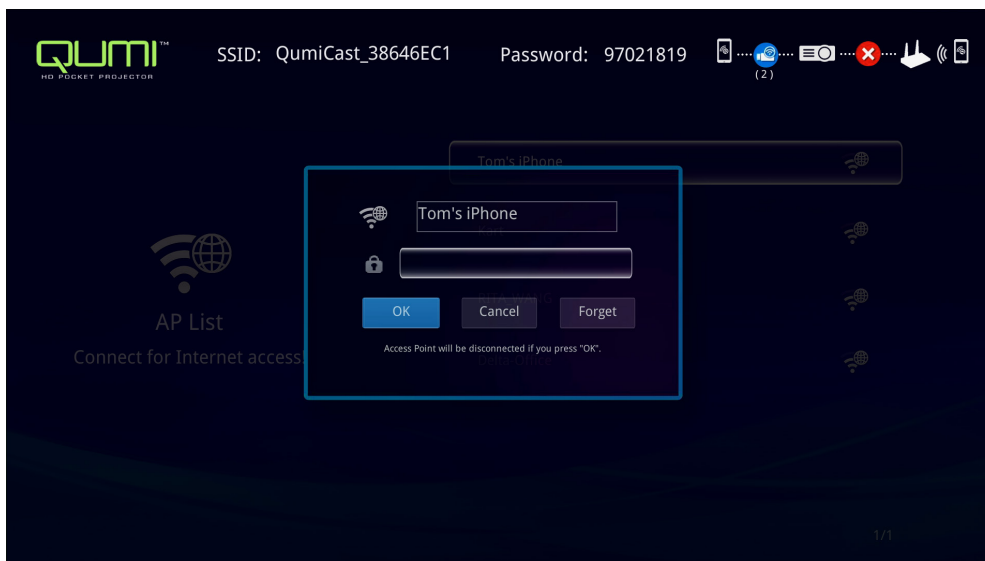 QUMI™
HD POCKET PROJECTOR
SSID: QumiCast_38646EC1 Password: 97021819
(2)
Tom's iPhone
Tom's iPhone
OK Cancel Forget
Access Point will be disconnected if you press "OK".
AP List
Connect for Internet access!
1/1